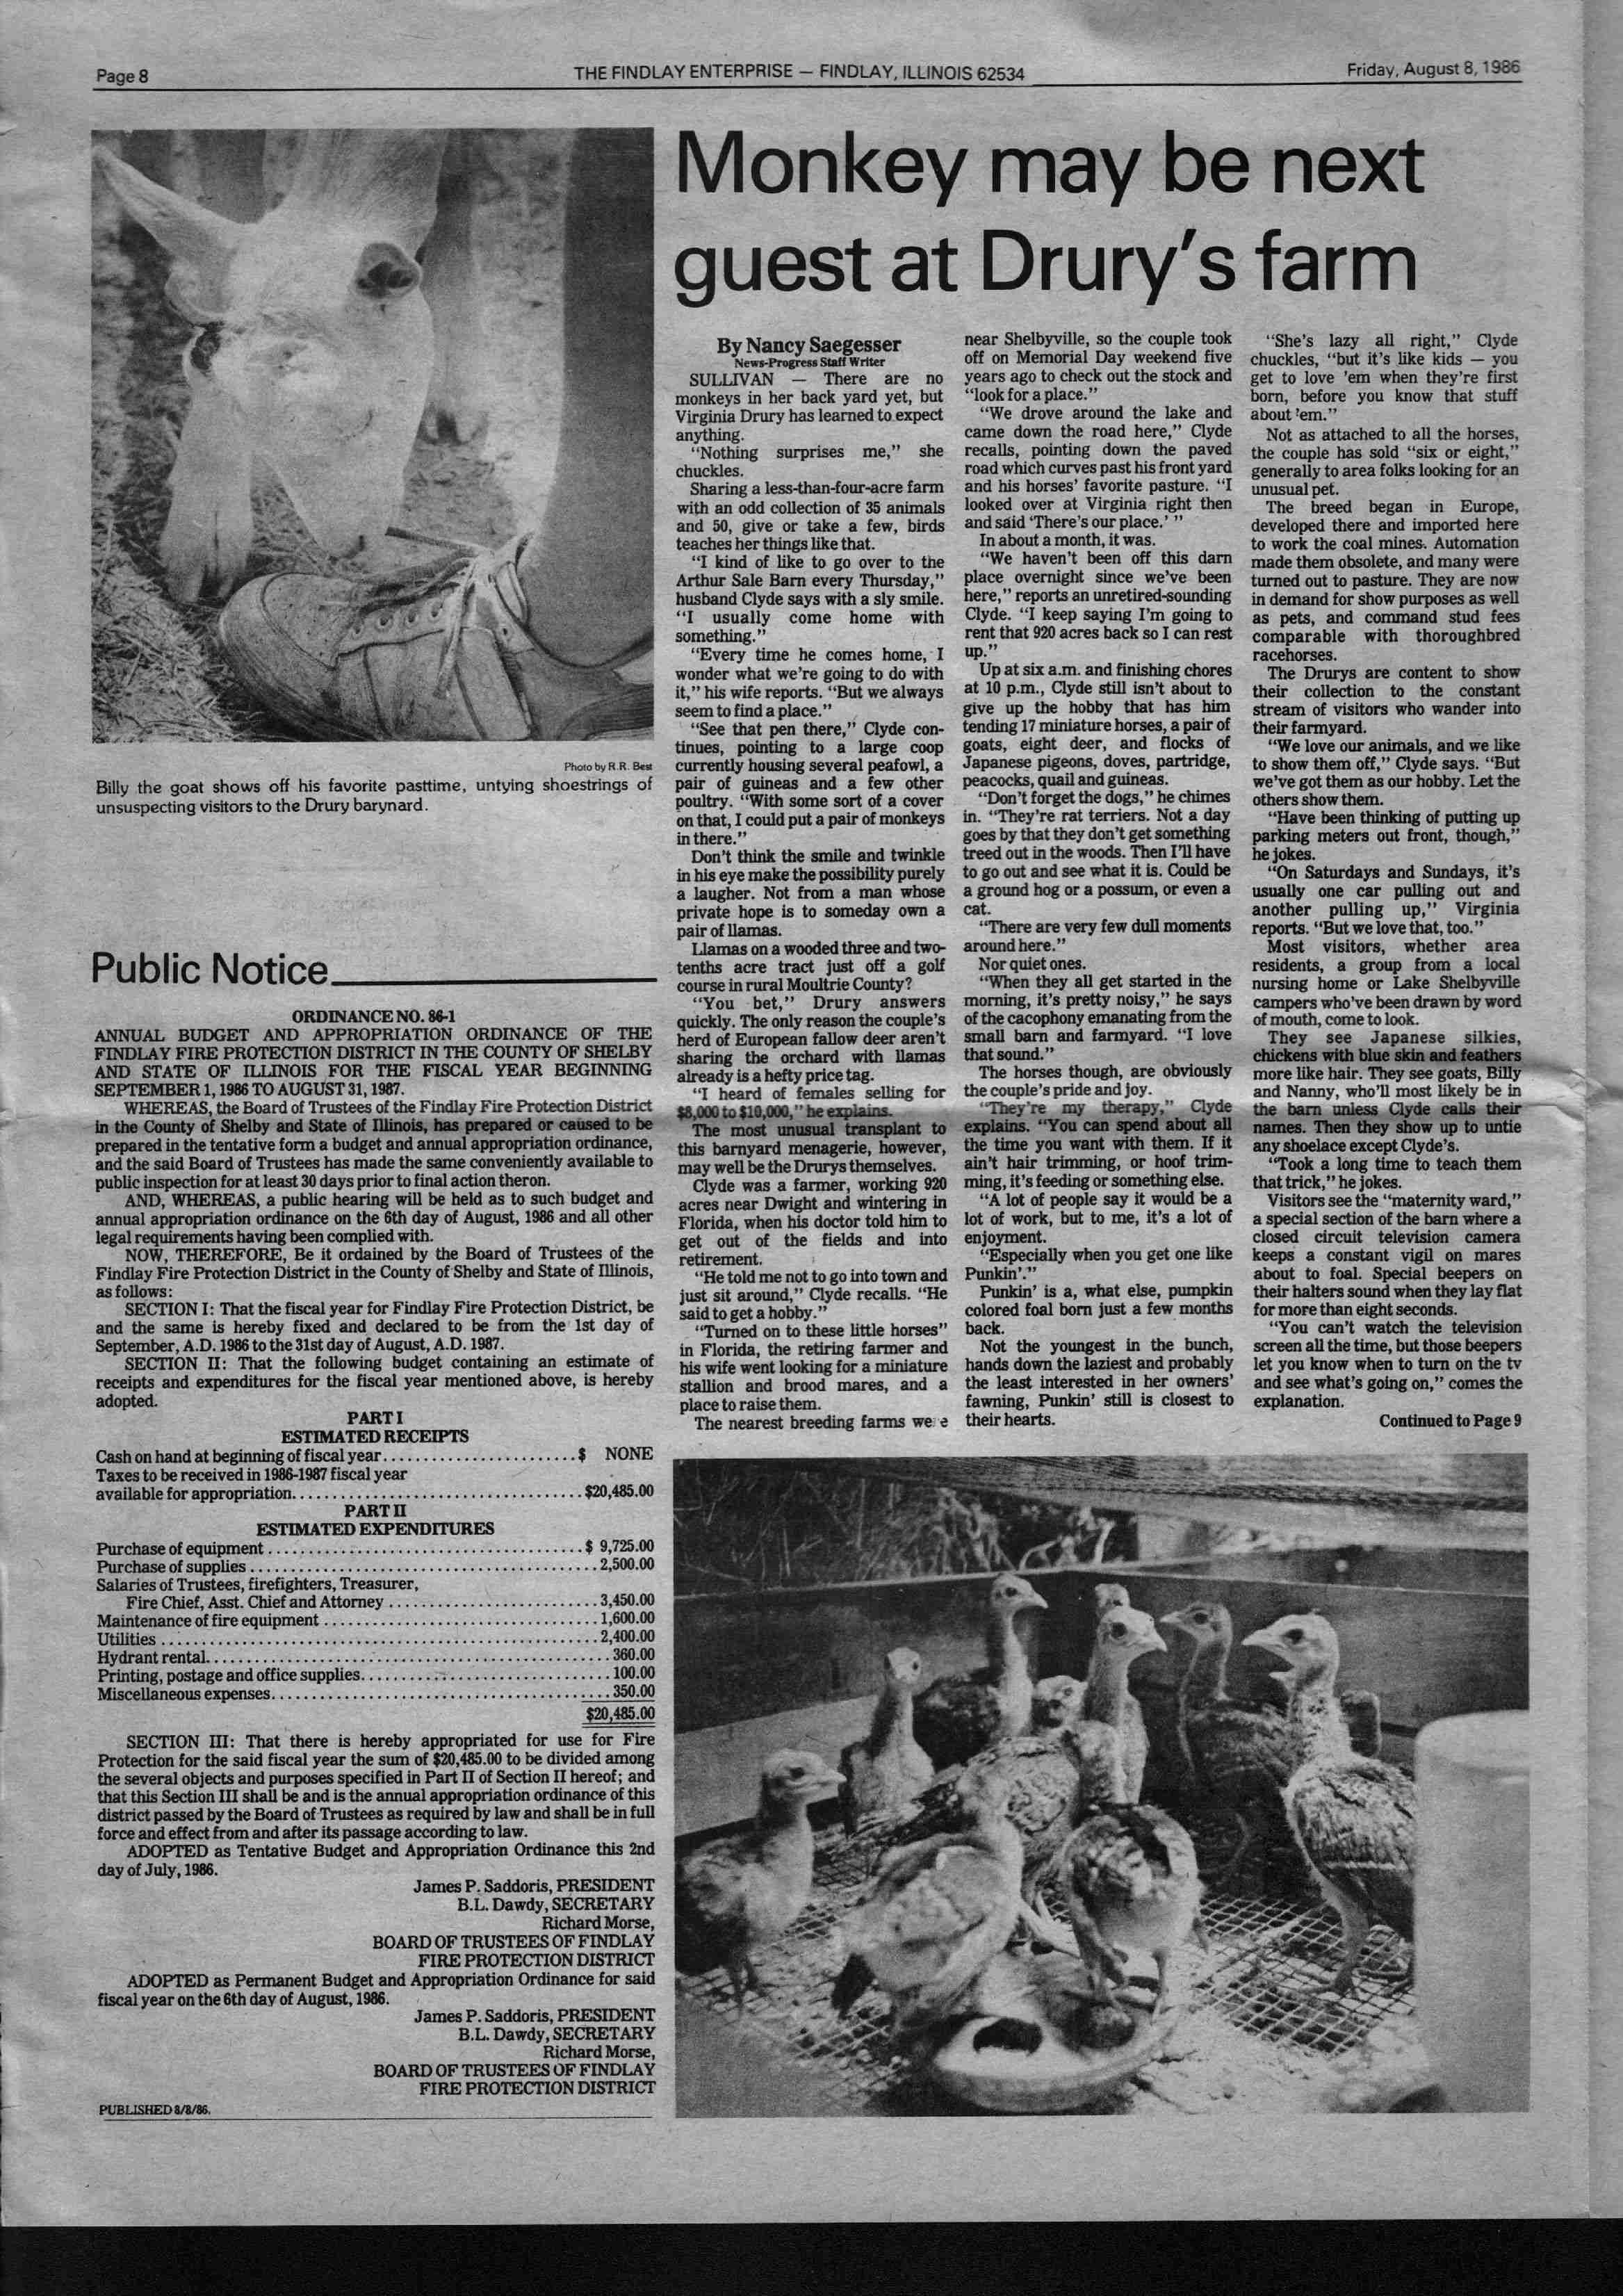 Page 8
THE FINDLAY ENTERPRISE — FINDLAY, ILLINOIS 62534
Friday, August 8, 1986
Photo by R.R. Best
Billy the goat shows off his favorite pasttime, untying shoestrings of
unsuspecting visitors to the Drury barynard.
Public Notice
ORDINANCE NO. 86-1
ANNUAL BUDGET AND APPROPRIATION ORDINANCE OF THE
FINDLAY FIRE PROTECTION DISTRICT IN THE COUNTY OF SHELBY
AND STATE OF ILLINOIS FOR THE FISCAL YEAR BEGINNING
SEPTEMBER 1, 1986 TO AUGUST 31, 1987.
WHEREAS, the Board of Trustees of the Findlay Fire Protection District
in the County of Shelby and State of Illinois, has prepared or caused to be
prepared in the tentative form a budget and annual appropriation ordinance,
and the said Board of Trustees has made the same conveniently available to
public inspection for at least 30 days prior to final action theron.
AND, WHEREAS, a public hearing will be held as to such budget and
annual appropriation ordinance on the 6th day of August, 1986 and all other
legal requirements having been complied with.
NOW, THEREFORE, Be it ordained by the Board of Trustees of the
Findlay Fire Protection District in the County of Shelby and State of Illinois,
as follows:
SECTION I: That the fiscal year for Findlay Fire Protection District, be
and the same is hereby fixed and declared to be from the 1st day of
September, A.D. 1986 to the 31st day of August, A.D. 1987.
SECTION II: That the following budget containing an estimate of
receipts and expenditures for the fiscal year mentioned above, is hereby
adopted.
PART I
ESTIMATED RECEIPTS
Cash on hand at beginning of fiscal year........................$ NONE
Taxes to be received in 1986-1987 fiscal year
available for appropriation....................................$20,485.00
PART II
ESTIMATED EXPENDITURES
Purchase of equipment.......................................$ 9,725.00
Purchase of supplies...........................................2,500.00
Salaries of Trustees, firefighters, Treasurer,
Fire Chief, Asst. Chief and Attorney..........................3,450.00
Maintenance of fire equipment..................................1,600.00
Utilities......................................................2,400.00
Hydrant rental..................................................360.00
Printing, postage and office supplies...............................100.00
Miscellaneous expenses..........................................350.00
$20,485.00
SECTION III: That there is hereby appropriated for use for Fire
Protection for the said fiscal year the sum of $20,485.00 to be divided among
the several objects and purposes specified in Part II of Section II hereof; and
that this Section III shall be and is the annual appropriation ordinance of this
district passed by the Board of Trustees as required by law and shall be in full
force and effect from and after its passage according to law.
ADOPTED as Tentative Budget and Appropriation Ordinance this 2nd
day of July, 1986.
James P. Saddoris, PRESIDENT
B.L. Dawdy, SECRETARY
Richard Morse,
BOARD OF TRUSTEES OF FINDLAY
FIRE PROTECTION DISTRICT
ADOPTED as Permanent Budget and Appropriation Ordinance for said
fiscal year on the 6th day of August, 1986.
James P. Saddoris, PRESIDENT
B.L. Dawdy, SECRETARY
Richard Morse,
BOARD OF TRUSTEES OF FINDLAY
FIRE PROTECTION DISTRICT
PUBLISHED 8/8/86.
Monkey may be next
guest at Drury's farm
By Nancy Saegesser
News-Progress Staff Writer
SULLIVAN — There are no
monkeys in her back yard yet, but
Virginia Drury has learned to expect
anything.
"Nothing surprises me," she
chuckles.
Sharing a less-than-four-acre farm
with an odd collection of 35 animals
and 50, give or take a few, birds
teaches her things like that.
"I kind of like to go over to the
Arthur Sale Barn every Thursday,"
husband Clyde says with a sly smile.
"I usually come home with
something."
"Every time he comes home, I
wonder what we're going to do with
it," his wife reports. "But we always
seem to find a place."
"See that pen there," Clyde con-
tinues, pointing to a large coop
currently housing several peafowl, a
pair of guineas and a few other
poultry. "With some sort of a cover
on that, I could put a pair of monkeys
in there."
Don't think the smile and twinkle
in his eye make the possibility purely
a laugher. Not from a man whose
private hope is to someday own a
pair of llamas.
Llamas on a wooded three and two-
tenths acre tract just off a golf
course in rural Moultrie County?
"You bet," Drury answers
quickly. The only reason the couple's
herd of European fallow deer aren't
sharing the orchard with llamas
already is a hefty price tag.
"I heard of females selling for
$8,000 to $10,000," he explains.
The most unusual transplant to
this barnyard menagerie, however,
may well be the Drurys themselves.
Clyde was a farmer, working 920
acres near Dwight and wintering in
Florida, when his doctor told him to
get out of the fields and into
retirement.
"He told me not to go into town and
just sit around," Clyde recalls. "He
said to get a hobby."
"Turned on to these little horses"
in Florida, the retiring farmer and
his wife went looking for a miniature
stallion and brood mares, and a
place to raise them.
The nearest breeding farms were
near Shelbyville, so the couple took
off on Memorial Day weekend five
years ago to check out the stock and
"look for a place."
"We drove around the lake and
came down the road here," Clyde
recalls, pointing down the paved
road which curves past his front yard
and his horses' favorite pasture. "I
looked over at Virginia right then
and said 'There's our place.' "
In about a month, it was.
"We haven't been off this darn
place overnight since we've been
here," reports an unretired-sounding
Clyde. "I keep saying I'm going to
rent that 920 acres back so I can rest
up."
Up at six a.m. and finishing chores
at 10 p.m., Clyde still isn't about to
give up the hobby that has him
tending 17 miniature horses, a pair of
goats, eight deer, and flocks of
Japanese pigeons, doves, partridge,
peacocks, quail and guineas.
"Don't forget the dogs," he chimes
in. "They're rat terriers. Not a day
goes by that they don't get something
treed out in the woods. Then I'll have
to go out and see what it is. Could be
a ground hog or a possum, or even a
cat.
"There are very few dull moments
around here."
Nor quiet ones.
"When they all get started in the
morning, it's pretty noisy," he says
of the cacophony emanating from the
small barn and farmyard. "I love
that sound."
The horses though, are obviously
the couple's pride and joy.
"They're my therapy," Clyde
explains. "You can spend about all
the time you want with them. If it
ain't hair trimming, or hoof trim-
ming, it's feeding or something else.
"A lot of people say it would be a
lot of work, but to me, it's a lot of
enjoyment.
"Especially when you get one like
Punkin'."
Punkin' is a, what else, pumpkin
colored foal born just a few months
back.
Not the youngest in the bunch,
hands down the laziest and probably
the least interested in her owners'
fawning, Punkin' still is closest to
their hearts.
"She's lazy all right," Clyde
chuckles, "but it's like kids — you
get to love 'em when they're first
born, before you know that stuff
about 'em."
Not as attached to all the horses,
the couple has sold "six or eight,"
generally to area folks looking for an
unusual pet.
The breed began in Europe,
developed there and imported here
to work the coal mines. Automation
made them obsolete, and many were
turned out to pasture. They are now
in demand for show purposes as well
as pets, and command stud fees
comparable with thoroughbred
racehorses.
The Drurys are content to show
their collection to the constant
stream of visitors who wander into
their farmyard.
"We love our animals, and we like
to show them off," Clyde says. "But
we've got them as our hobby. Let the
others show them.
"Have been thinking of putting up
parking meters out front, though,"
he jokes.
"On Saturdays and Sundays, it's
usually one car pulling out and
another pulling up," Virginia
reports. "But we love that, too."
Most visitors, whether area
residents, a group from a local
nursing home or Lake Shelbyville
campers who've been drawn by word
of mouth, come to look.
They see Japanese silkies,
chickens with blue skin and feathers
more like hair. They see goats, Billy
and Nanny, who'll most likely be in
the barn unless Clyde calls their
names. Then they show up to untie
any shoelace except Clyde's.
"Took a long time to teach them
that trick," he jokes.
Visitors see the "maternity ward,"
a special section of the barn where a
closed circuit television camera
keeps a constant vigil on mares
about to foal. Special beepers on
their halters sound when they lay flat
for more than eight seconds.
"You can't watch the television
screen all the time, but those beepers
let you know when to turn on the tv
and see what's going on," comes the
explanation.
Continued to Page 9